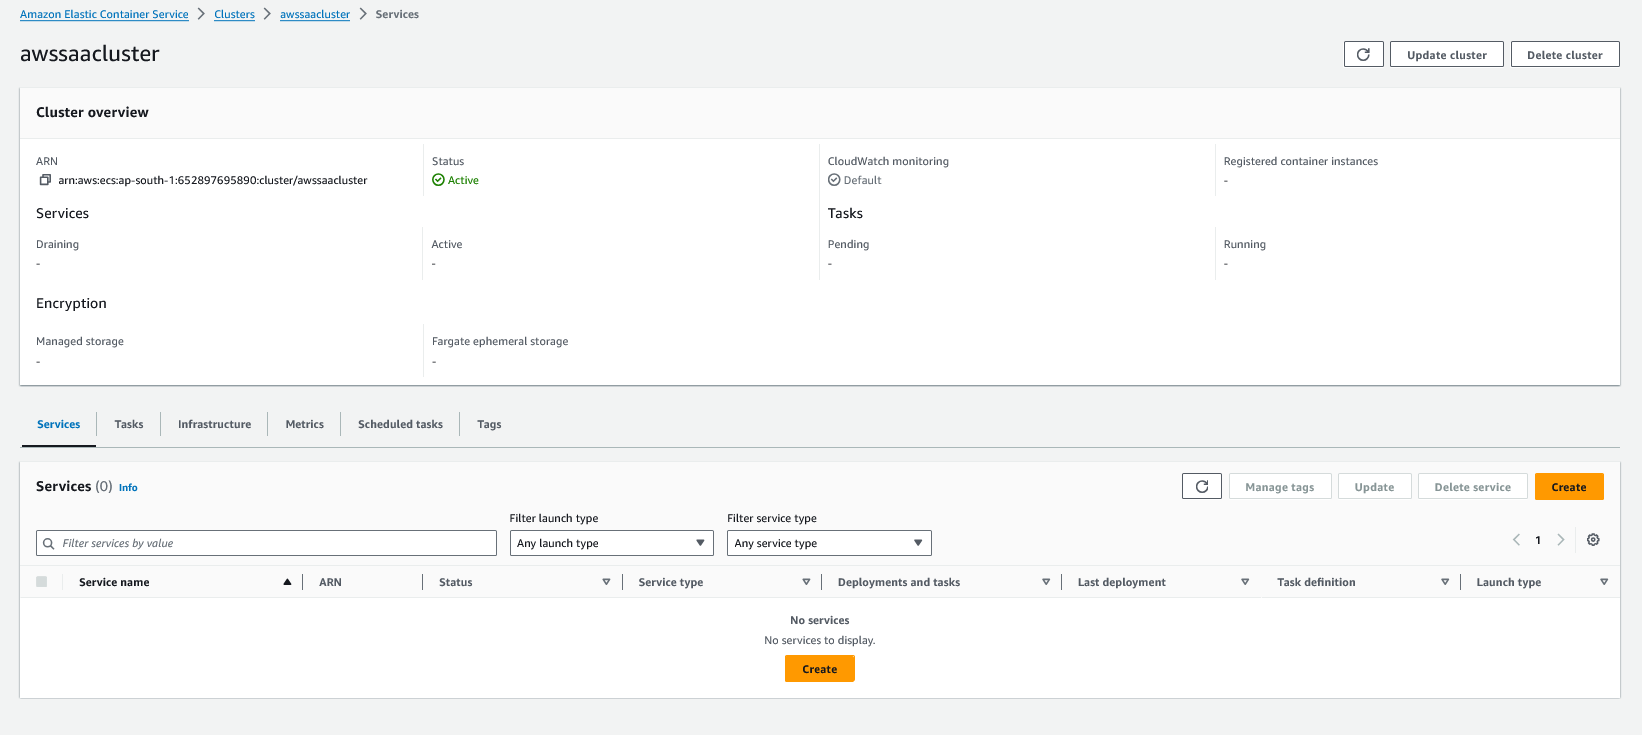 Amazon Elastic Container Service > Clusters > awssaacluster > Services
awssaacluster
Update cluster Delete cluster
Cluster overview
ARN Status CloudWatch monitoring Registered container instances
arn:aws:ecs:ap-south-1:652897695890:cluster/awssaacluster Active Default -
Services Tasks
Draining Active Pending Running
- - - -
Encryption
Managed storage Fargate ephemeral storage
- -
Services Tasks Infrastructure Metrics Scheduled tasks Tags
Services (0) Info Manage tags Update Delete service Create
Filter launch type Filter service type
Filter services by value Any launch type Any service type 1
Service name ARN Status Service type Deployments and tasks Last deployment Task definition Launch type
No services
No services to display.
Create